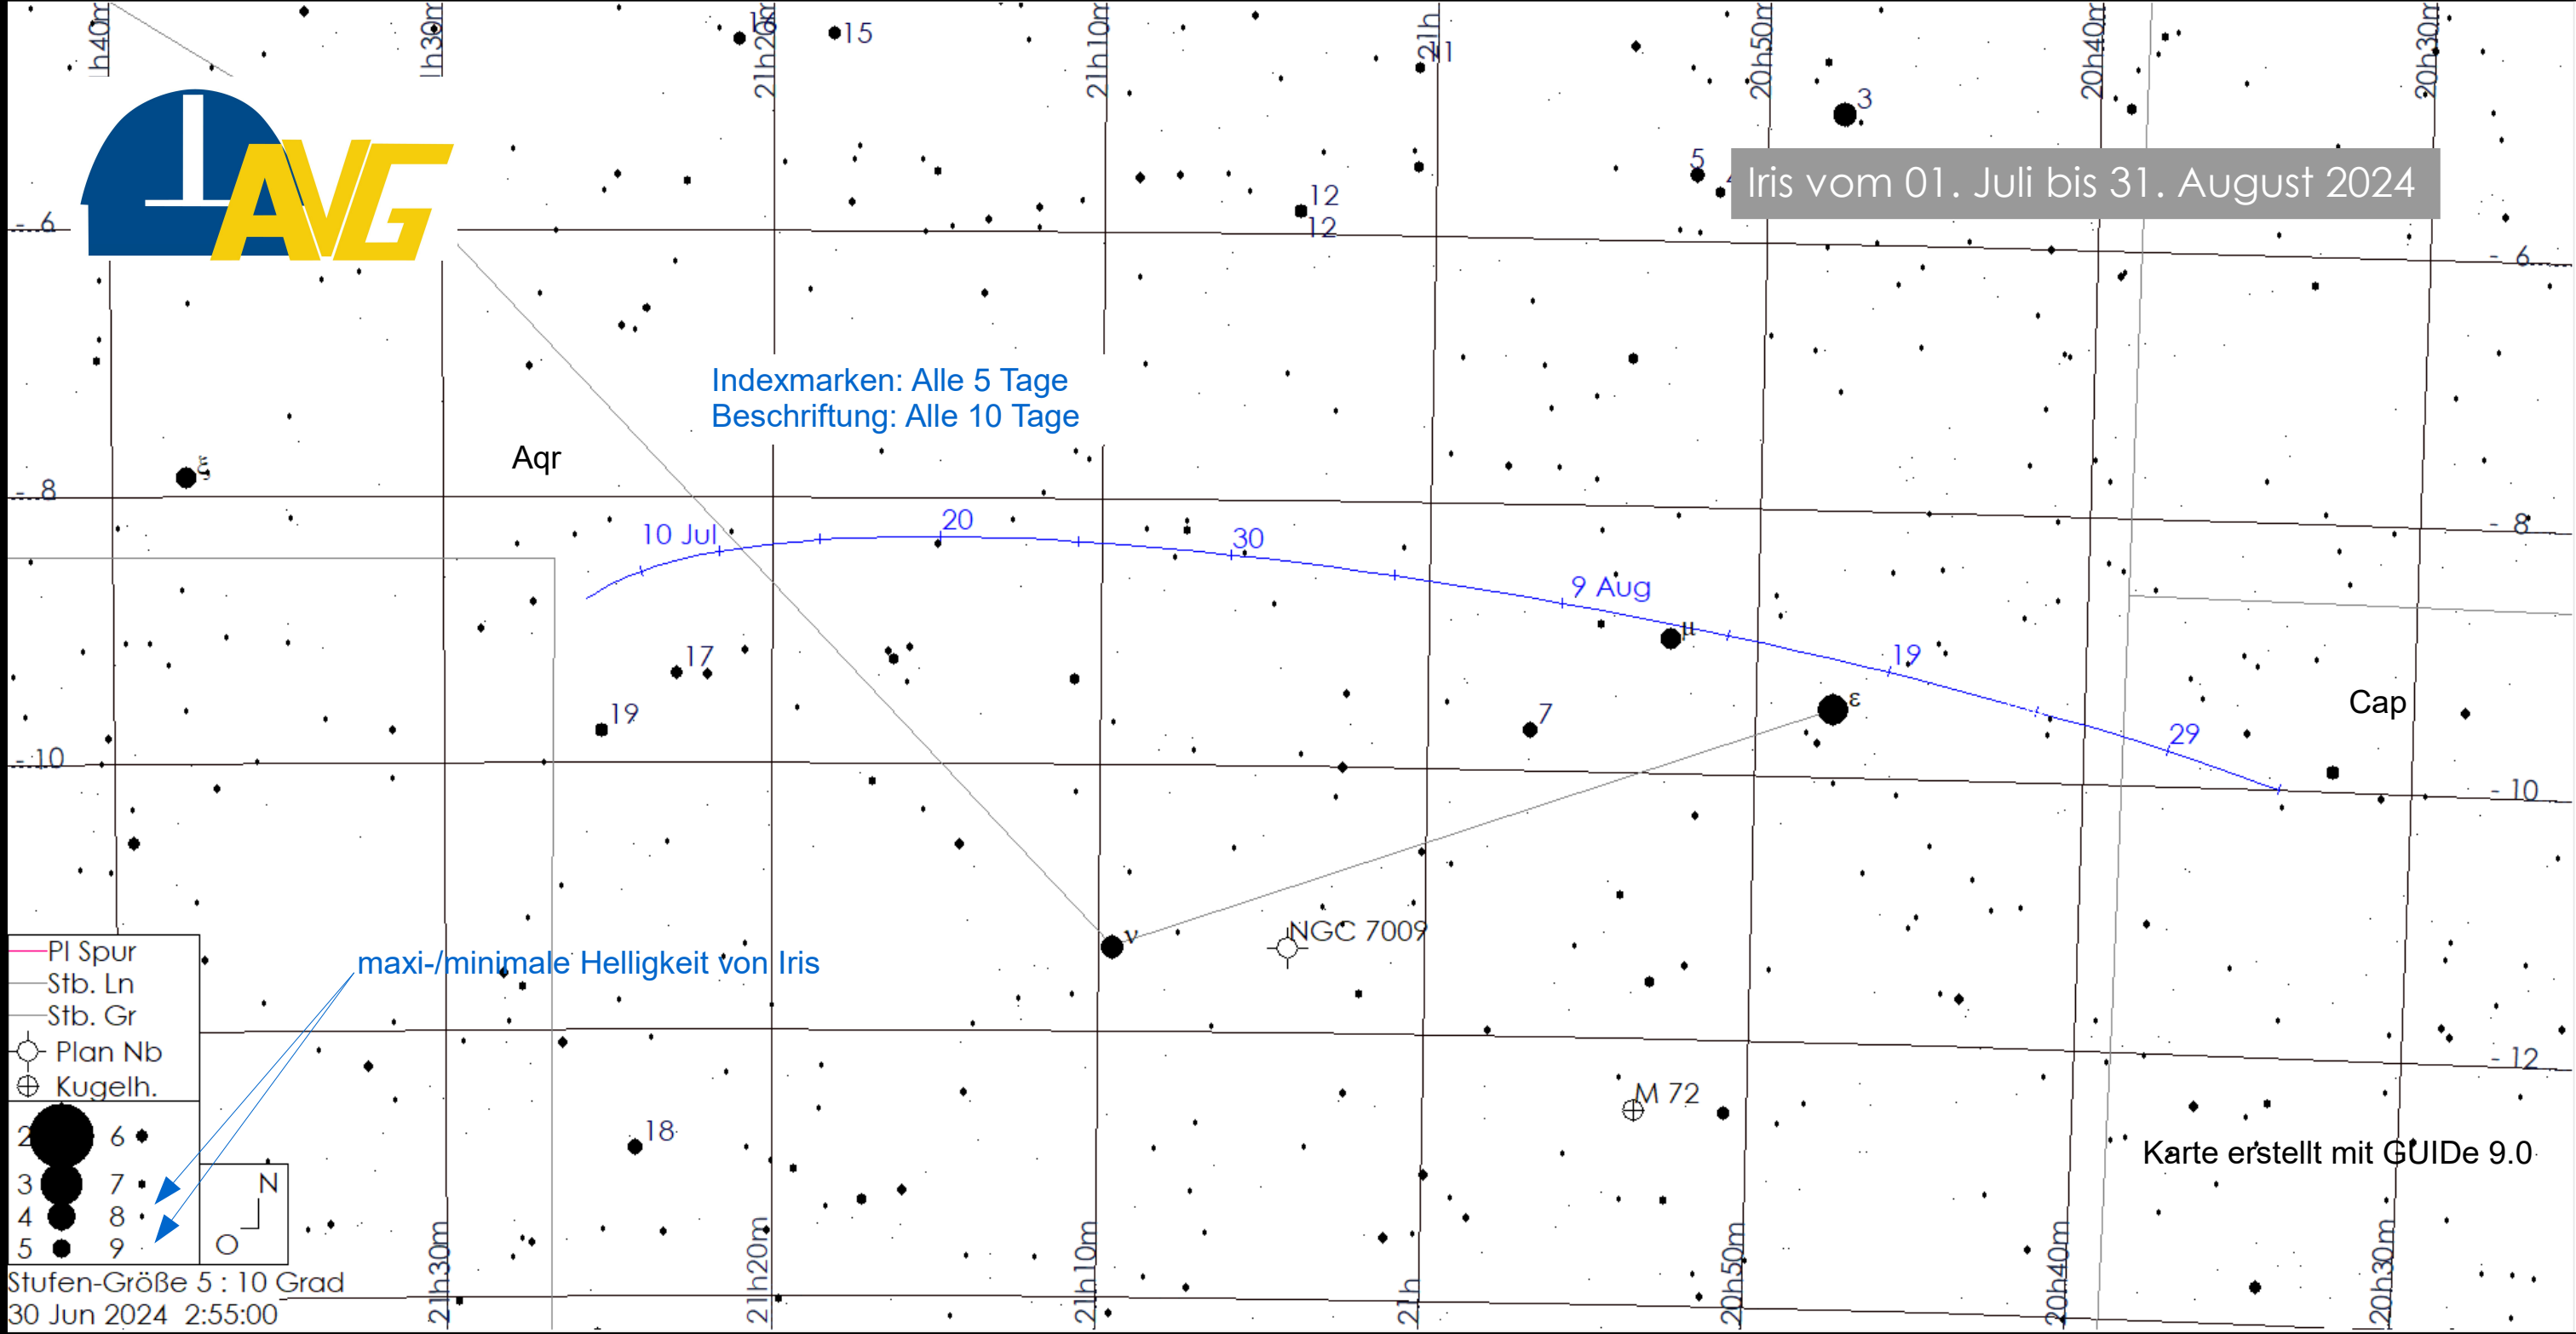 h40m
1h30m
21h20m
21h10m
21h
20h50m
20h40m
20h30m
16
15
11
3
5
Iris vom 01. Juli bis 31. August 2024
AVG
12
12
- 6
- 6
Indexmarken: Alle 5 Tage
Beschriftung: Alle 10 Tage
Aqr
ξ
- 8
- 8
10 Jul
20
30
9 Aug
μ
19
17
ε
Cap
19
7
29
- 10
- 10
ν
NGC 7009
Pl Spur
maxi-/minimale Helligkeit von Iris
Stb. Ln
Stb. Gr
Plan Nb
Kugelh.
- 12
M 72
18
2 6
3 7
4 8
5 9
N
O
Karte erstellt mit GUIDe 9.0
Stufen-Größe 5 : 10 Grad
30 Jun 2024 2:55:00
21h30m
21h20m
21h10m
21h
20h50m
20h40m
20h30m